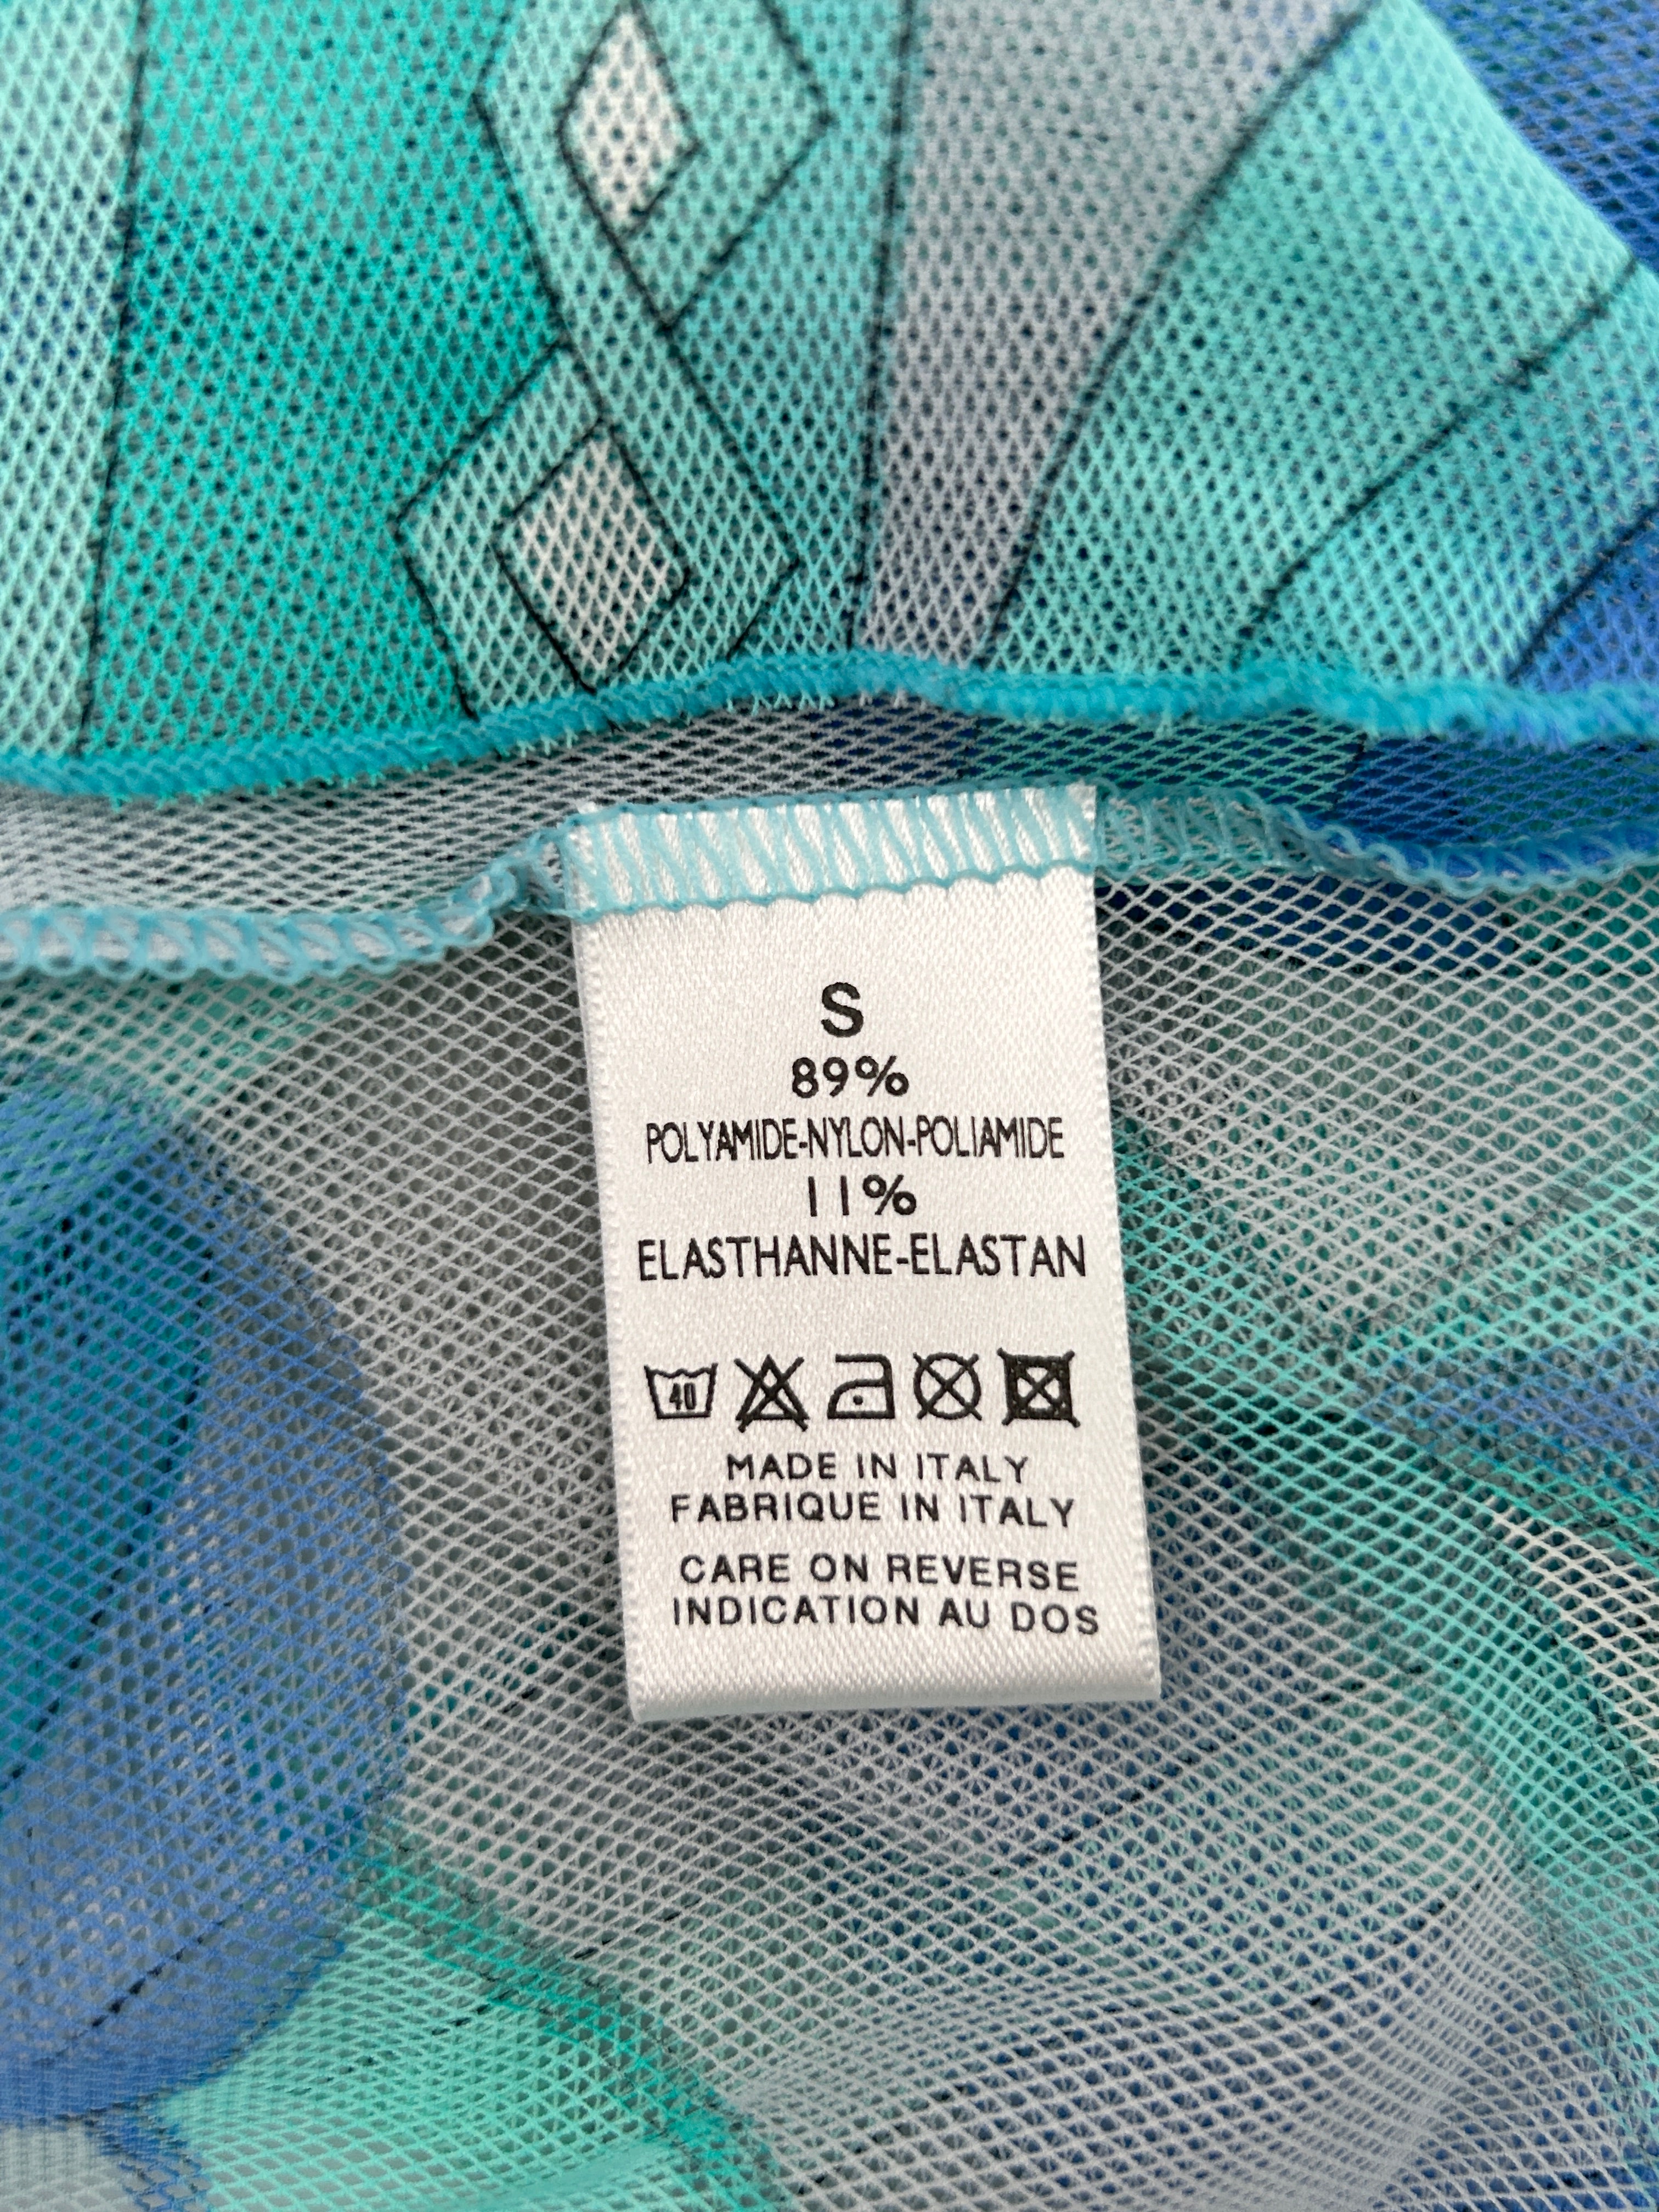 S
89%
POLYAMIDE-NYLON-POLIAMIDE
11%
ELASTHANNE-ELASTAN
40
MADE IN ITALY
FABRIQUE IN ITALY
CARE ON REVERSE
INDICATION AU DOS